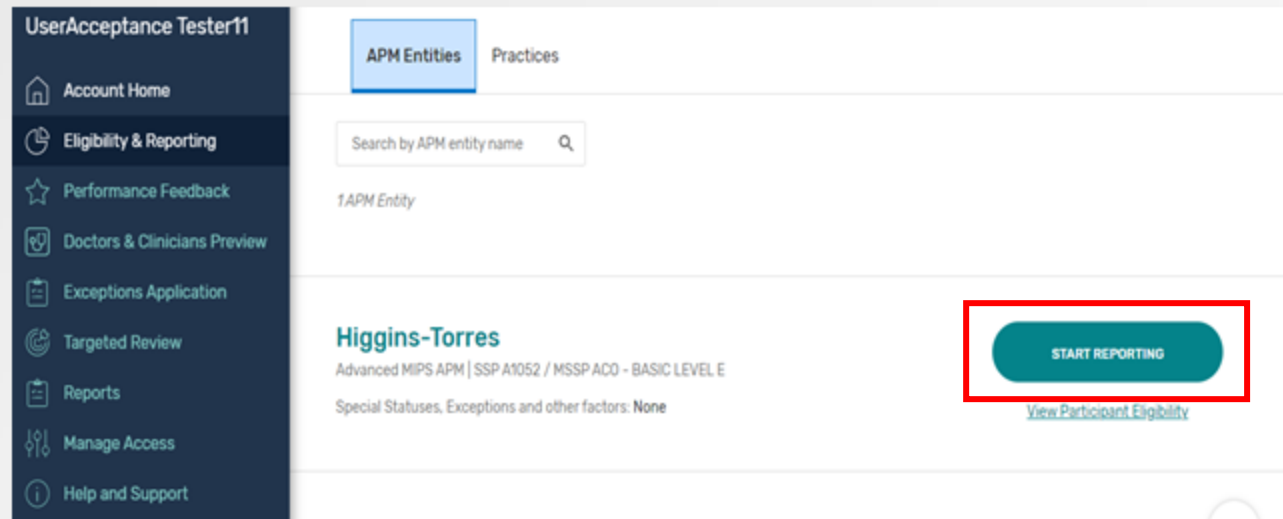 UserAcceptance Tester11
Account Home
Eligibility & Reporting
Performance Feedback
Doctors & Clinicians Preview
Exceptions Application
Targeted Review
Reports
Manage Access
Help and Support
APM Entities
Practices
Search by APM entity name
1 APM Entity
Higgins-Torres
Advanced MIPS APM | SSP A1052 / MSSP ACO - BASIC LEVEL E
Special Statuses, Exceptions and other factors: None
START REPORTING
View Participant Eligibility